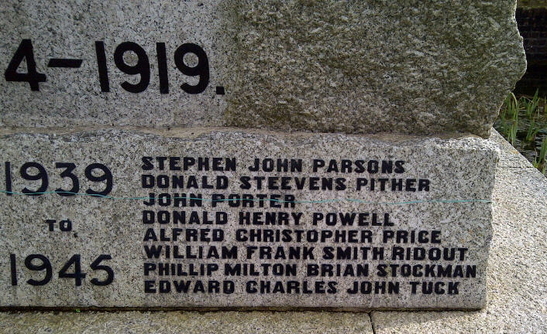 4-1919.
1939
TO.
1945
STEPHEN JOHN PARSONS
DONALD STEEVENS PITHER
JOHN PORTER
DONALD HENRY POWELL
ALFRED CHRISTOPHER PRICE
WILLIAM FRANK SMITH RIDOUT
PHILLIP MILTON BRIAN STOCKMAN
EDWARD CHARLES JOHN TUCK